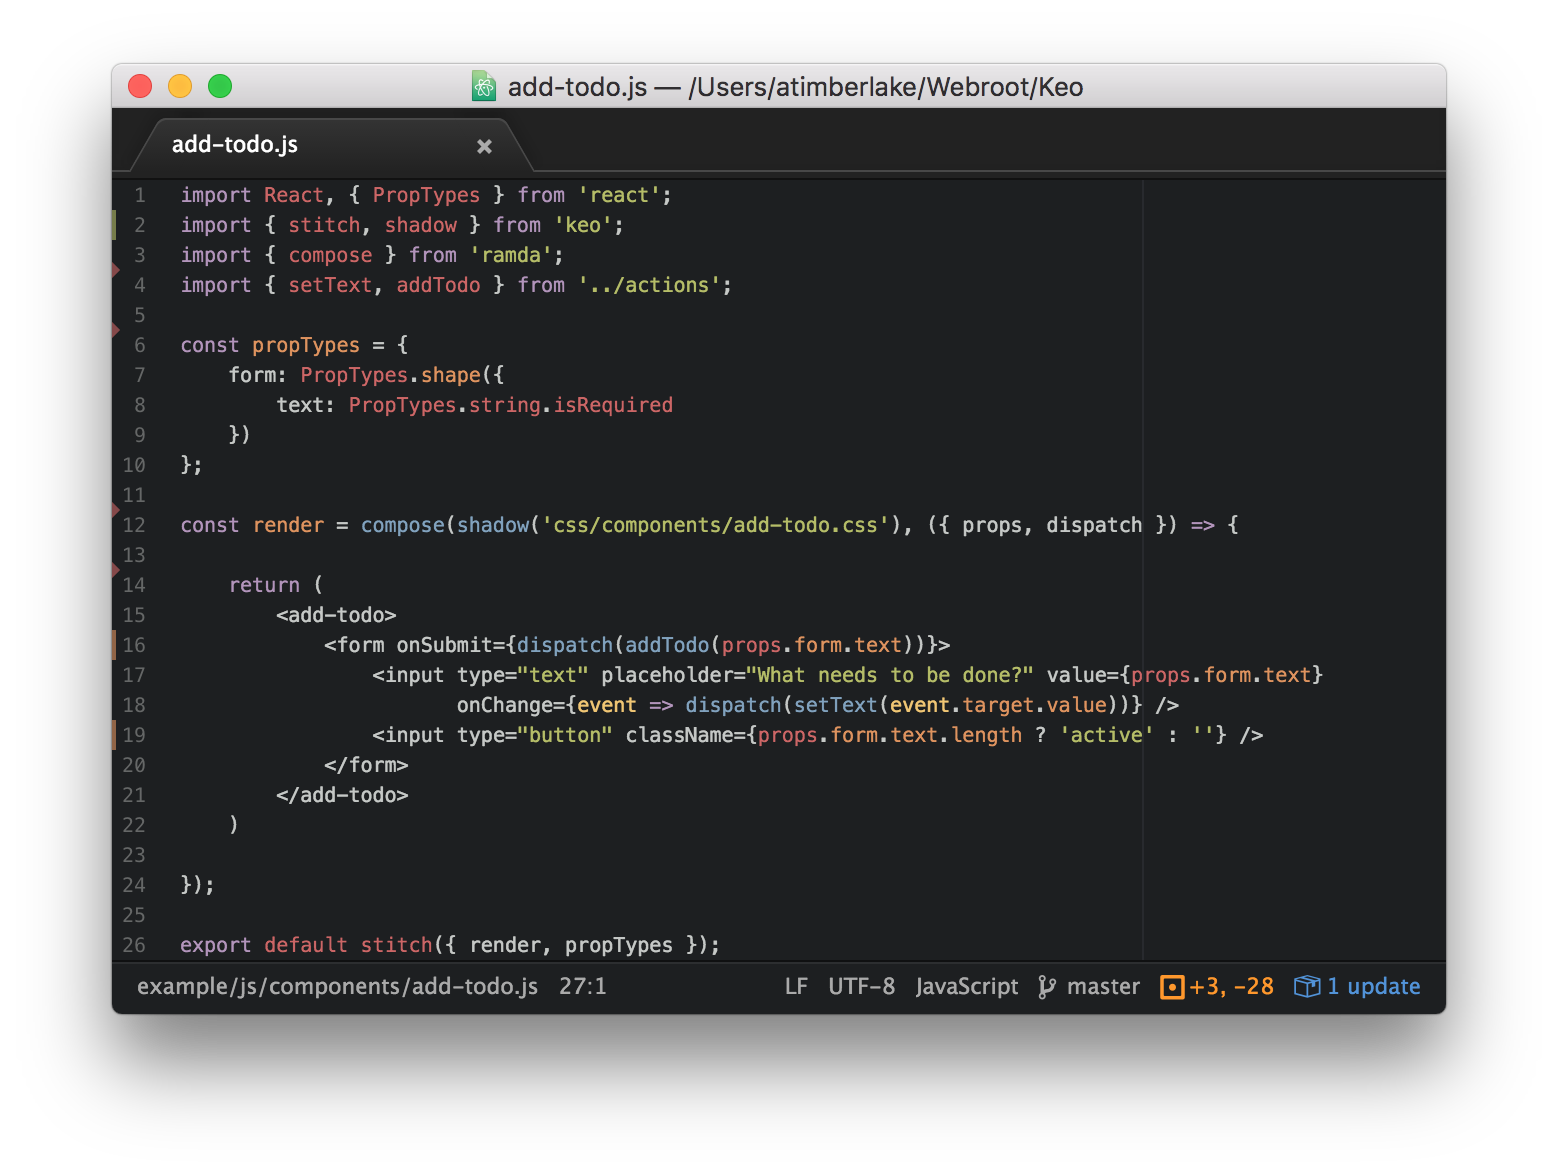 add-todo.js — /Users/atimberlake/Webroot/Keo
add-todo.js ×
1 import React, { PropTypes } from 'react';
2 import { stitch, shadow } from 'keo';
3 import { compose } from 'ramda';
4 import { setText, addTodo } from '../actions';
5
6 const propTypes = {
7     form: PropTypes.shape({
8         text: PropTypes.string.isRequired
9     })
10 };
11
12 const render = compose(shadow('css/components/add-todo.css'), ({ props, dispatch }) => {
13
14     return (
15         <add-todo>
16             <form onSubmit={dispatch(addTodo(props.form.text))}>
17                 <input type="text" placeholder="What needs to be done?" value={props.form.text}
18                        onChange={event => dispatch(setText(event.target.value))} />
19                 <input type="button" className={props.form.text.length ? 'active' : ''} />
20             </form>
21         </add-todo>
22     )
23
24 });
25
26 export default stitch({ render, propTypes });
example/js/components/add-todo.js 27:1 LF UTF-8 JavaScript master +3, -28 1 update